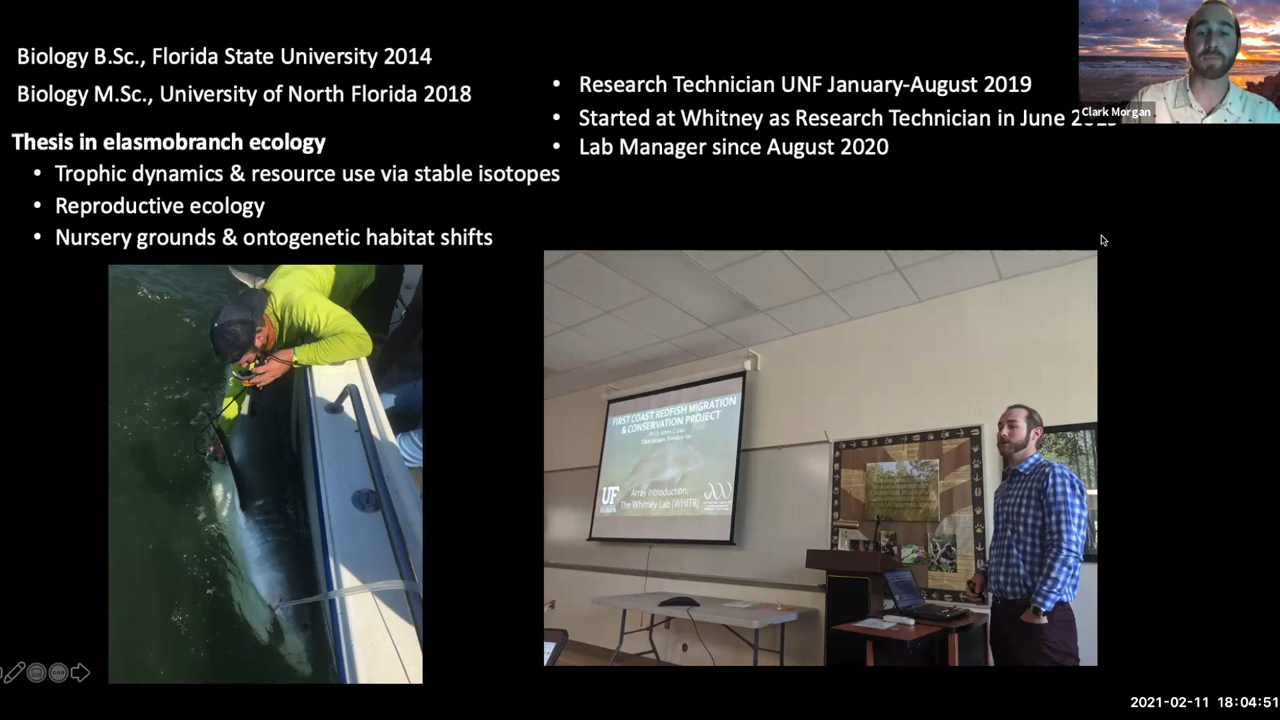 Biology B.Sc., Florida State University 2014
Biology M.Sc., University of North Florida 2018
Thesis in elasmobranch ecology
• Trophic dynamics & resource use via stable isotopes
• Reproductive ecology
• Nursery grounds & ontogenetic habitat shifts
• Research Technician UNF January-August 2019
• Started at Whitney as Research Technician in June
• Lab Manager since August 2020
Clark Morgan
FIRST COAST REDFISH MIGRATION
& CONSERVATION PROJECT
Array Introduction:
The Whitney Lab (WHITR)
UF
2021-02-11 18:04:51